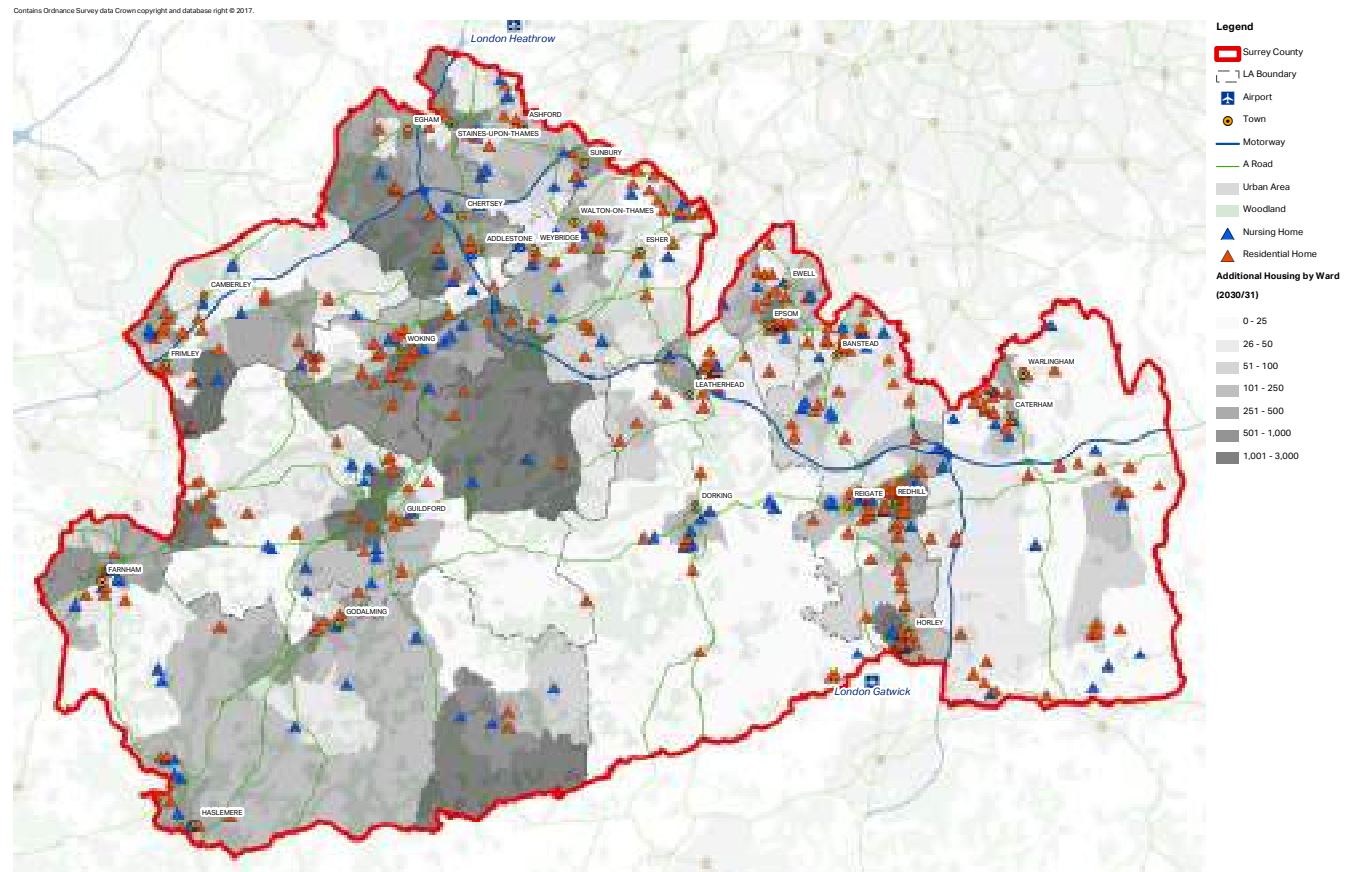 Contains Ordnance Survey data Crown copyright and database right © 2017.
London Heathrow
Legend
Surrey County
LA Boundary
Airport
Town
Motorway
A Road
Urban Area
Woodland
Nursing Home
Residential Home
Additional Housing by Ward
(2030/31)
0 - 25
26 - 50
51 - 100
101 - 250
251 - 500
501 - 1,000
1,001 - 3,000
ASHFORD
EGHAM
STAINES-UPON-THAMES
SUNBURY
CHERTSEY
WALTON-ON-THAMES
ADDLESTONE
WEYBRIDGE
ESHER
EWELL
CAMBERLEY
EPSOM
WOKING
BANSTEAD
FRIMLEY
WARLINGHAM
LEATHERHEAD
CATERHAM
REIGATE
REDHILL
DORKING
GUILDFORD
FARNHAM
GODALMING
HORLEY
London Gatwick
HASLEMERE